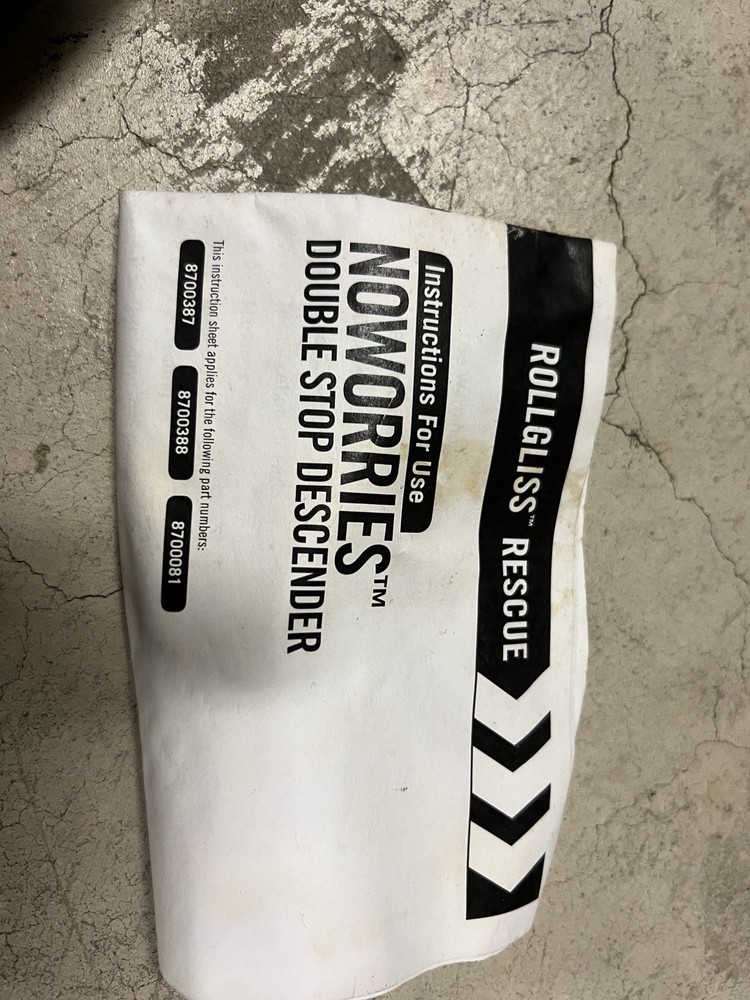 ROLLGLISS™ RESCUE
Instructions For Use
NOWORRIES™
DOUBLE STOP DESCENDER
This instruction sheet applies for the following part numbers:
8700387 8700388 8700081